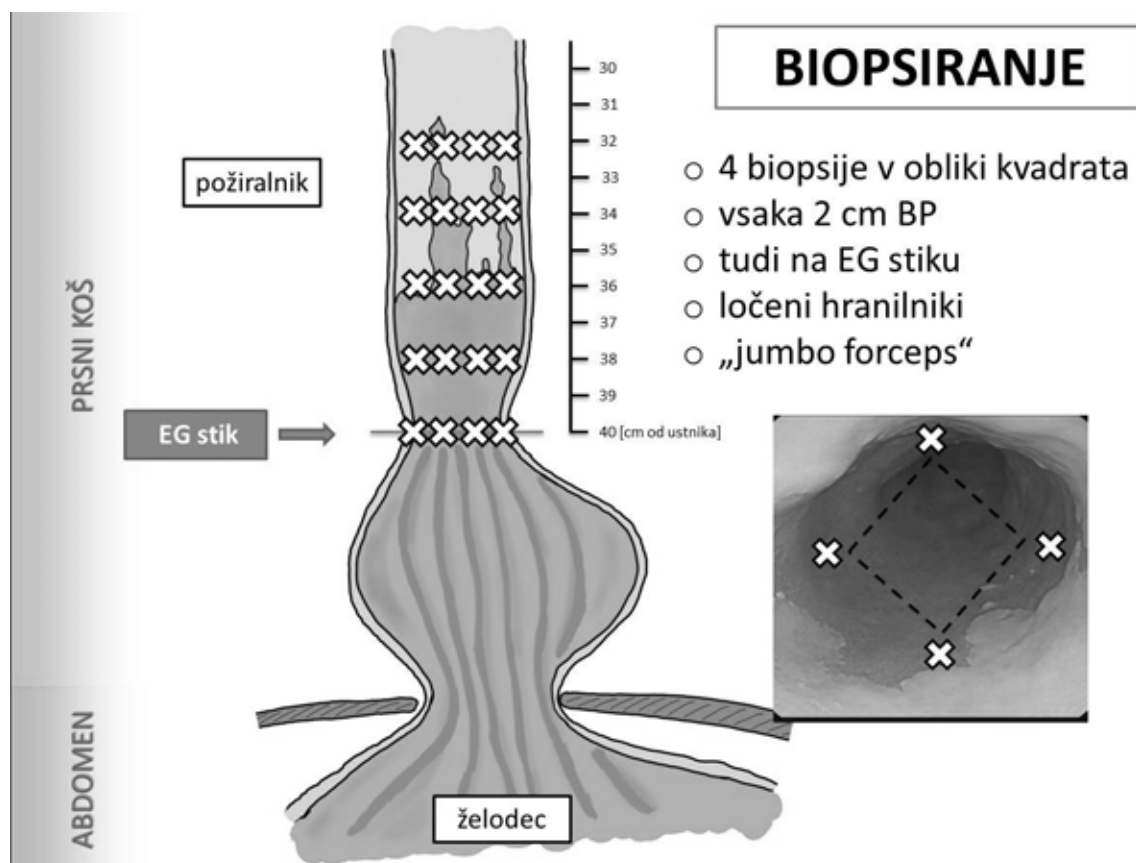 BIOPSIRANJE
○ 4 biopsije v obliki kvadrata
○ vsaka 2 cm BP
○ tudi na EG stiku
○ ločeni hranilniki
○ „jumbo forceps“
požiralnik
30
31
32
33
34
35
36
37
38
39
40 [cm od ustnika]
PRSNI KOŠ
EG stik
ABDOMEN
želodec